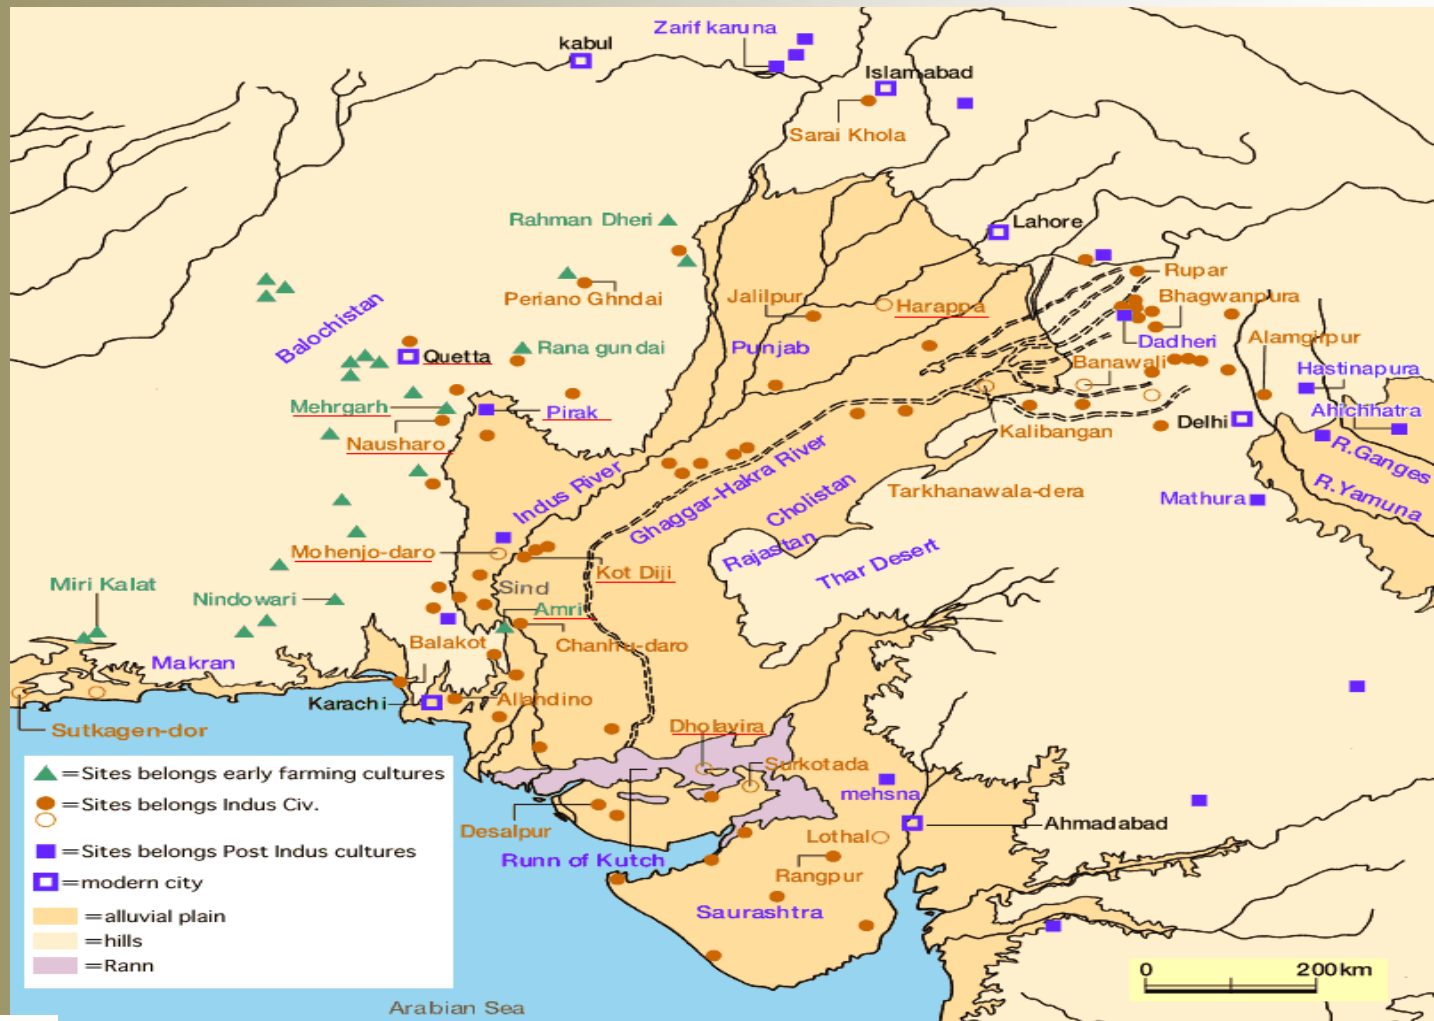 Zarif karuna
kabul
Islamabad
Sarai Khola
Rahman Dheri
Lahore
Rupar
Periano Ghndai
Jalilpur
Harappa
Bhagwanpura
Balochistan
Quetta
Rana gundai
Punjab
Dadheri
Alamgirpur
Banawali
Hastinapura
Mehrgarh
Pirak
Ahichhatra
Nausharo
Kalibangan
Delhi
R.Ganges
R.Yamuna
Indus River
Ghaggar-Hakra River
Cholistan
Tarkhanawala-dera
Mathura
Mohenjo-daro
Kot Diji
Rajastan
Thar Desert
Miri Kalat
Nindowari
Sind
Amri
Makran
Balakot
Chanhu-daro
Karachi
Allahdino
Sutkagen-dor
Dholavira
Surkotada
mehsna
Desalpur
Lothal
Ahmadabad
Runn of Kutch
Rangpur
Saurashtra
=Sites belongs early farming cultures
=Sites belongs Indus Civ.
=Sites belongs Post Indus cultures
=modern city
=alluvial plain
=hills
=Rann
0 200km
Arabian Sea